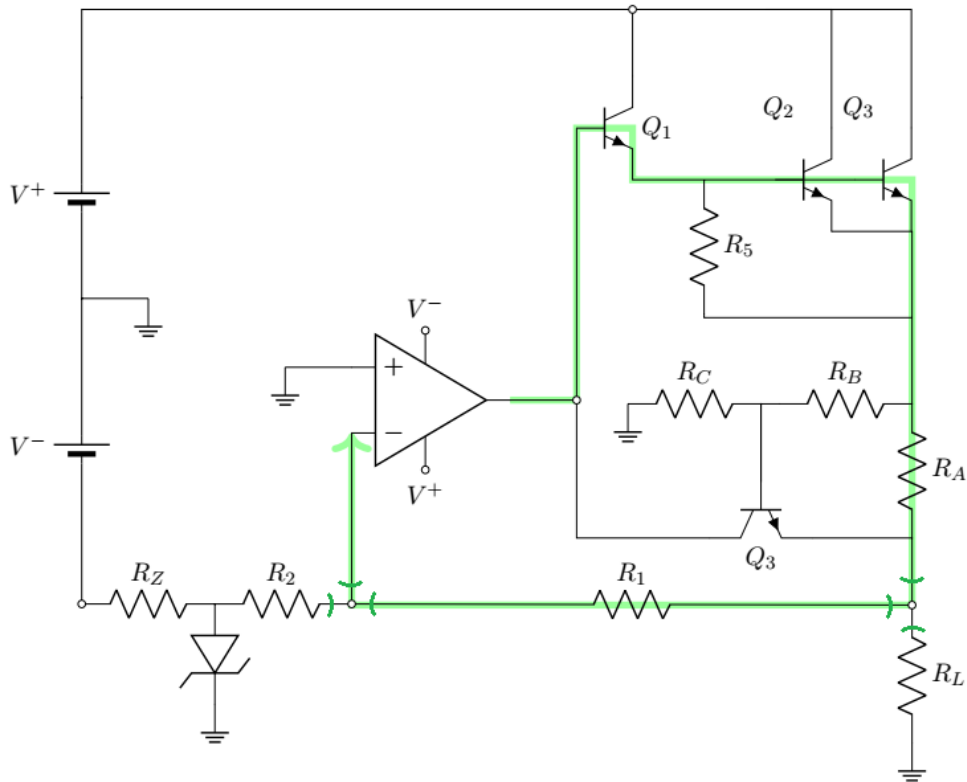 Q₁
Q₂ Q₃
V⁺
R₅
V⁻
+
−
V⁺
R_C R_B
V⁻
R_A
Q₃
R_Z R₂ R₁
R_L